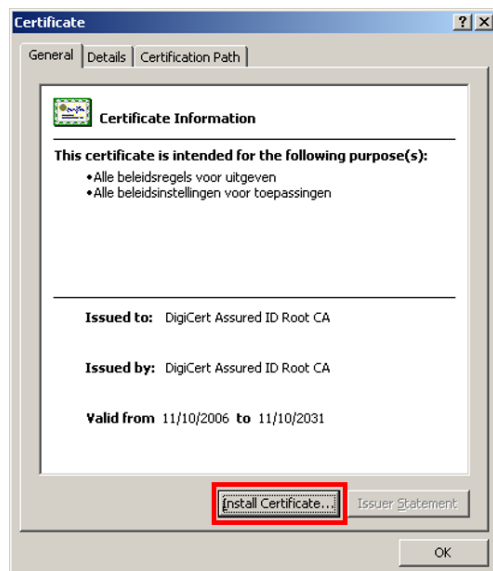 Certificate
General Details Certification Path
Certificate Information
This certificate is intended for the following purpose(s):
•Alle beleidsregels voor uitgeven
•Alle beleidsinstellingen voor toepassingen
Issued to: DigiCert Assured ID Root CA
Issued by: DigiCert Assured ID Root CA
Valid from 11/10/2006 to 11/10/2031
Install Certificate... Issuer Statement
OK